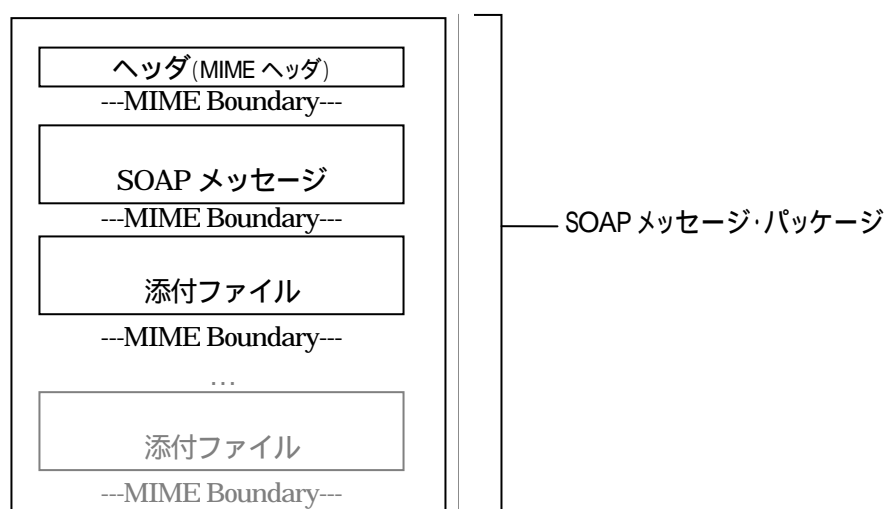 ヘッダ(MIME ヘッダ)
---MIME Boundary---
SOAP メッセージ
---MIME Boundary---
SOAP メッセージ・パッケージ
添付ファイル
---MIME Boundary---
…
添付ファイル
---MIME Boundary---